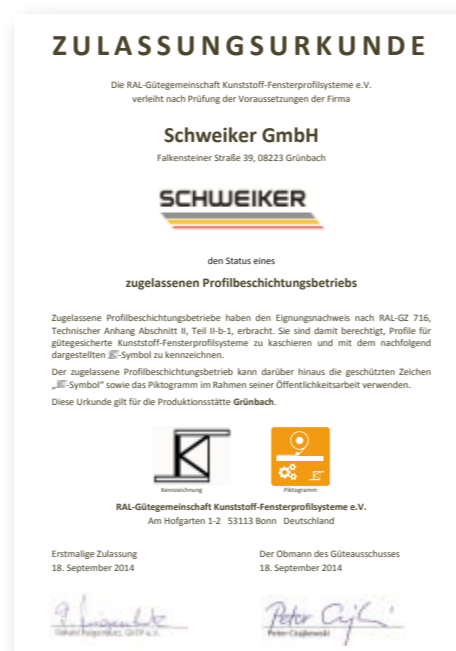 ZULASSUNGSURKUNDE
Die RAL-Gütegemeinschaft Kunststoff-Fensterprofilsysteme e.V.
verleiht nach Prüfung der Voraussetzungen der Firma
Schweiker GmbH
Falkensteiner Straße 39, 08223 Grünbach
SCHWEIKER
den Status eines
zugelassenen Profilbeschichtungsbetriebs
Zugelassene Profilbeschichtungsbetriebe haben den Eignungsnachweis nach RAL-GZ 716,
Technischer Anhang Abschnitt II, Teil II-b-1, erbracht. Sie sind damit berechtigt, Profile für
gütegesicherte Kunststoff-Fensterprofilsysteme zu kaschieren und mit dem nachfolgend
dargestellten K-Symbol zu kennzeichnen.
Der zugelassene Profilbeschichtungsbetrieb kann darüber hinaus die geschützten Zeichen
„K-Symbol“ sowie das Piktogramm im Rahmen seiner Öffentlichkeitsarbeit verwenden.
Diese Urkunde gilt für die Produktionsstätte Grünbach.
K
Kennzeichnung Piktogramm
RAL-Gütegemeinschaft Kunststoff-Fensterprofilsysteme e.V.
Am Hofgarten 1-2 53113 Bonn Deutschland
Erstmalige Zulassung Der Obmann des Güteausschusses
18. September 2014 18. September 2014
Peter Czajkowski